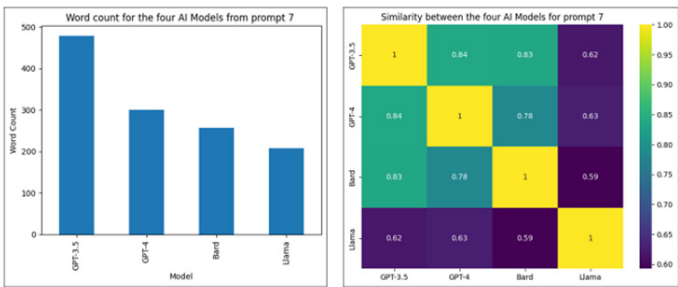 Word count for the four AI Models from prompt 7
500
400
300
200
100
0
Word Count
GPT-3.5
GPT-4
Bard
Llama
Model
Similarity between the four AI Models for prompt 7
GPT-3.5
GPT-4
Bard
Llama
1 0.84 0.83 0.62
0.84 1 0.78 0.63
0.83 0.78 1 0.59
0.62 0.63 0.59 1
GPT-3.5 GPT-4 Bard Llama
1.00
0.95
0.90
0.85
0.80
0.75
0.70
0.65
0.60